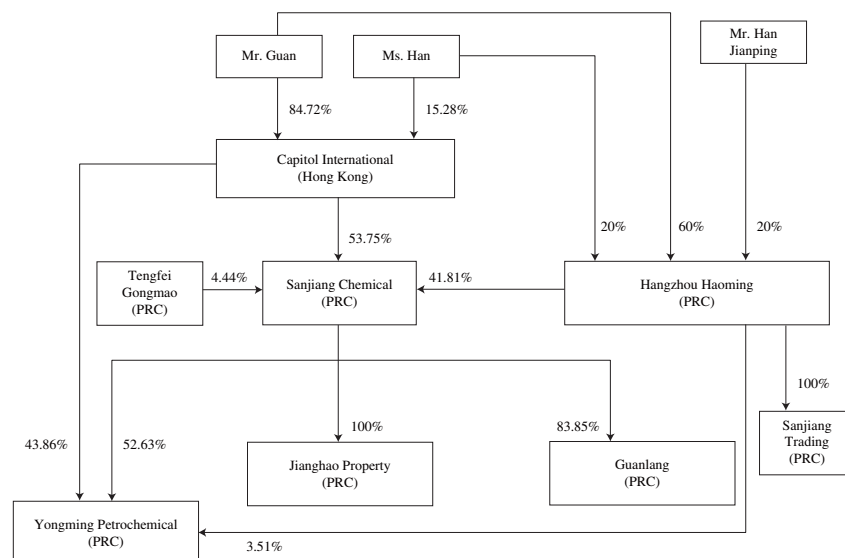 Mr. Guan
Ms. Han
Mr. Han
Jianping
84.72%
15.28%
Capitol International
(Hong Kong)
53.75%
20%
60%
20%
Tengfei
Gongmao
(PRC)
4.44%
Sanjiang Chemical
(PRC)
41.81%
Hangzhou Haoming
(PRC)
43.86%
52.63%
100%
83.85%
100%
Jianghao Property
(PRC)
Guanlang
(PRC)
Sanjiang
Trading
(PRC)
Yongming Petrochemical
(PRC)
3.51%